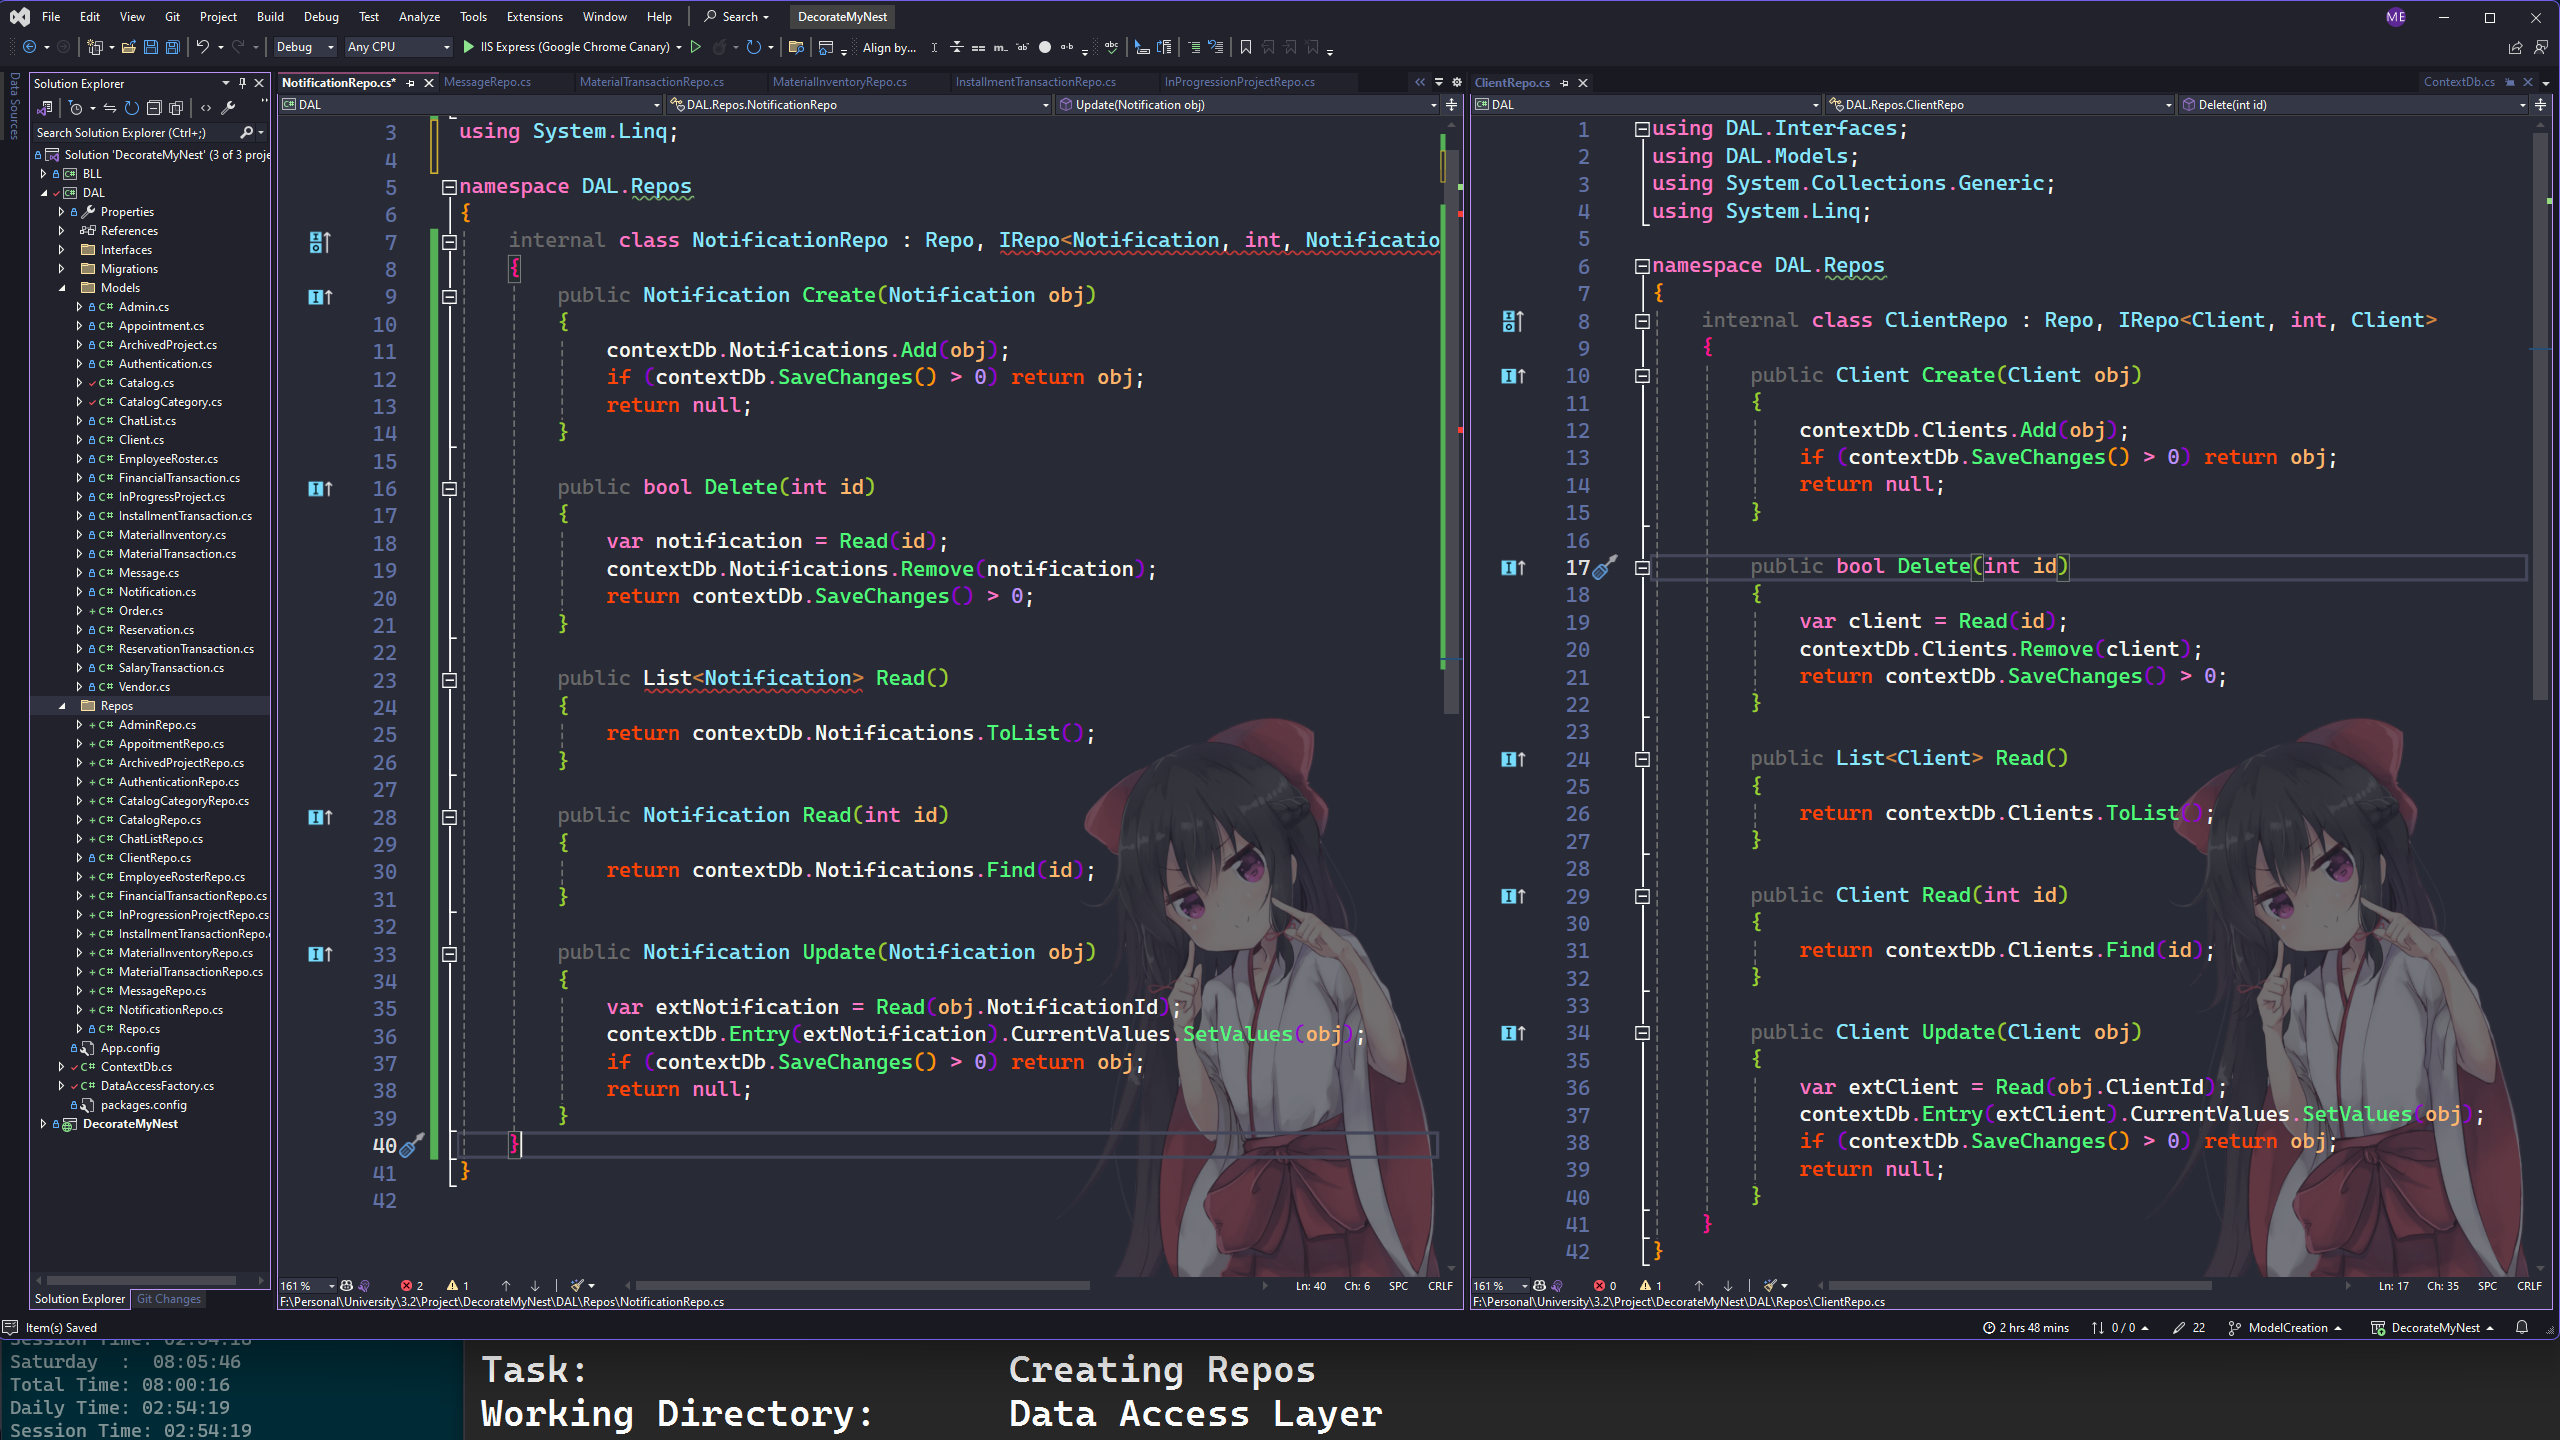 File Edit View Git Project Build Debug Test Analyze Tools Extensions Window Help Search DecorateMyNest ME
Debug Any CPU IIS Express (Google Chrome Canary) Align by...
Data Sources
Solution Explorer
Search Solution Explorer (Ctrl+;)
Solution 'DecorateMyNest' (3 of 3 proje
BLL
DAL
Properties
References
Interfaces
Migrations
Models
C# Admin.cs
C# Appointment.cs
C# ArchivedProject.cs
C# Authentication.cs
C# Catalog.cs
C# CatalogCategory.cs
C# ChatList.cs
C# Client.cs
C# EmployeeRoster.cs
C# FinancialTransaction.cs
C# InProgressProject.cs
C# InstallmentTransaction.cs
C# MaterialInventory.cs
C# MaterialTransaction.cs
C# Message.cs
C# Notification.cs
+ C# Order.cs
C# Reservation.cs
C# ReservationTransaction.cs
C# SalaryTransaction.cs
C# Vendor.cs
Repos
+ C# AdminRepo.cs
+ C# AppoitmentRepo.cs
+ C# ArchivedProjectRepo.cs
+ C# AuthenticationRepo.cs
+ C# CatalogCategoryRepo.cs
+ C# CatalogRepo.cs
+ C# ChatListRepo.cs
C# ClientRepo.cs
+ C# EmployeeRosterRepo.cs
+ C# FinancialTransactionRepo.cs
+ C# InProgressionProjectRepo.cs
+ C# InstallmentTransactionRepo.
+ C# MaterialInventoryRepo.cs
+ C# MaterialTransactionRepo.cs
+ C# MessageRepo.cs
+ C# NotificationRepo.cs
C# Repo.cs
App.config
C# ContextDb.cs
C# DataAccessFactory.cs
packages.config
DecorateMyNest
Solution Explorer Git Changes
NotificationRepo.cs* MessageRepo.cs MaterialTransactionRepo.cs MaterialInventoryRepo.cs InstallmentTransactionRepo.cs InProgressionProjectRepo.cs
DAL DAL.Repos.NotificationRepo Update(Notification obj)
3 using System.Linq;
4
5 namespace DAL.Repos
6 {
7 internal class NotificationRepo : Repo, IRepo<Notification, int, Notificatio
8 {
9 public Notification Create(Notification obj)
10 {
11 contextDb.Notifications.Add(obj);
12 if (contextDb.SaveChanges() > 0) return obj;
13 return null;
14 }
15
16 public bool Delete(int id)
17 {
18 var notification = Read(id);
19 contextDb.Notifications.Remove(notification);
20 return contextDb.SaveChanges() > 0;
21 }
22
23 public List<Notification> Read()
24 {
25 return contextDb.Notifications.ToList();
26 }
27
28 public Notification Read(int id)
29 {
30 return contextDb.Notifications.Find(id);
31 }
32
33 public Notification Update(Notification obj)
34 {
35 var extNotification = Read(obj.NotificationId);
36 contextDb.Entry(extNotification).CurrentValues.SetValues(obj);
37 if (contextDb.SaveChanges() > 0) return obj;
38 return null;
39 }
40 }
41 }
42
161 % 2 1 Ln: 40 Ch: 6 SPC CRLF
F:\Personal\University\3.2\Project\DecorateMyNest\DAL\Repos\NotificationRepo.cs
ClientRepo.cs ContextDb.cs
DAL DAL.Repos.ClientRepo Delete(int id)
1 using DAL.Interfaces;
2 using DAL.Models;
3 using System.Collections.Generic;
4 using System.Linq;
5
6 namespace DAL.Repos
7 {
8 internal class ClientRepo : Repo, IRepo<Client, int, Client>
9 {
10 public Client Create(Client obj)
11 {
12 contextDb.Clients.Add(obj);
13 if (contextDb.SaveChanges() > 0) return obj;
14 return null;
15 }
16
17 public bool Delete(int id)
18 {
19 var client = Read(id);
20 contextDb.Clients.Remove(client);
21 return contextDb.SaveChanges() > 0;
22 }
23
24 public List<Client> Read()
25 {
26 return contextDb.Clients.ToList();
27 }
28
29 public Client Read(int id)
30 {
31 return contextDb.Clients.Find(id);
32 }
33
34 public Client Update(Client obj)
35 {
36 var extClient = Read(obj.ClientId);
37 contextDb.Entry(extClient).CurrentValues.SetValues(obj);
38 if (contextDb.SaveChanges() > 0) return obj;
39 return null;
40 }
41 }
42 }
161 % 0 1 Ln: 17 Ch: 35 SPC CRLF
F:\Personal\University\3.2\Project\DecorateMyNest\DAL\Repos\ClientRepo.cs
Item(s) Saved 2 hrs 48 mins 0 / 0 22 ModelCreation DecorateMyNest
Session Time: 02:54:18
Saturday : 08:05:46
Total Time: 08:00:16
Daily Time: 02:54:19
Session Time: 02:54:19
Task: Creating Repos
Working Directory: Data Access Layer